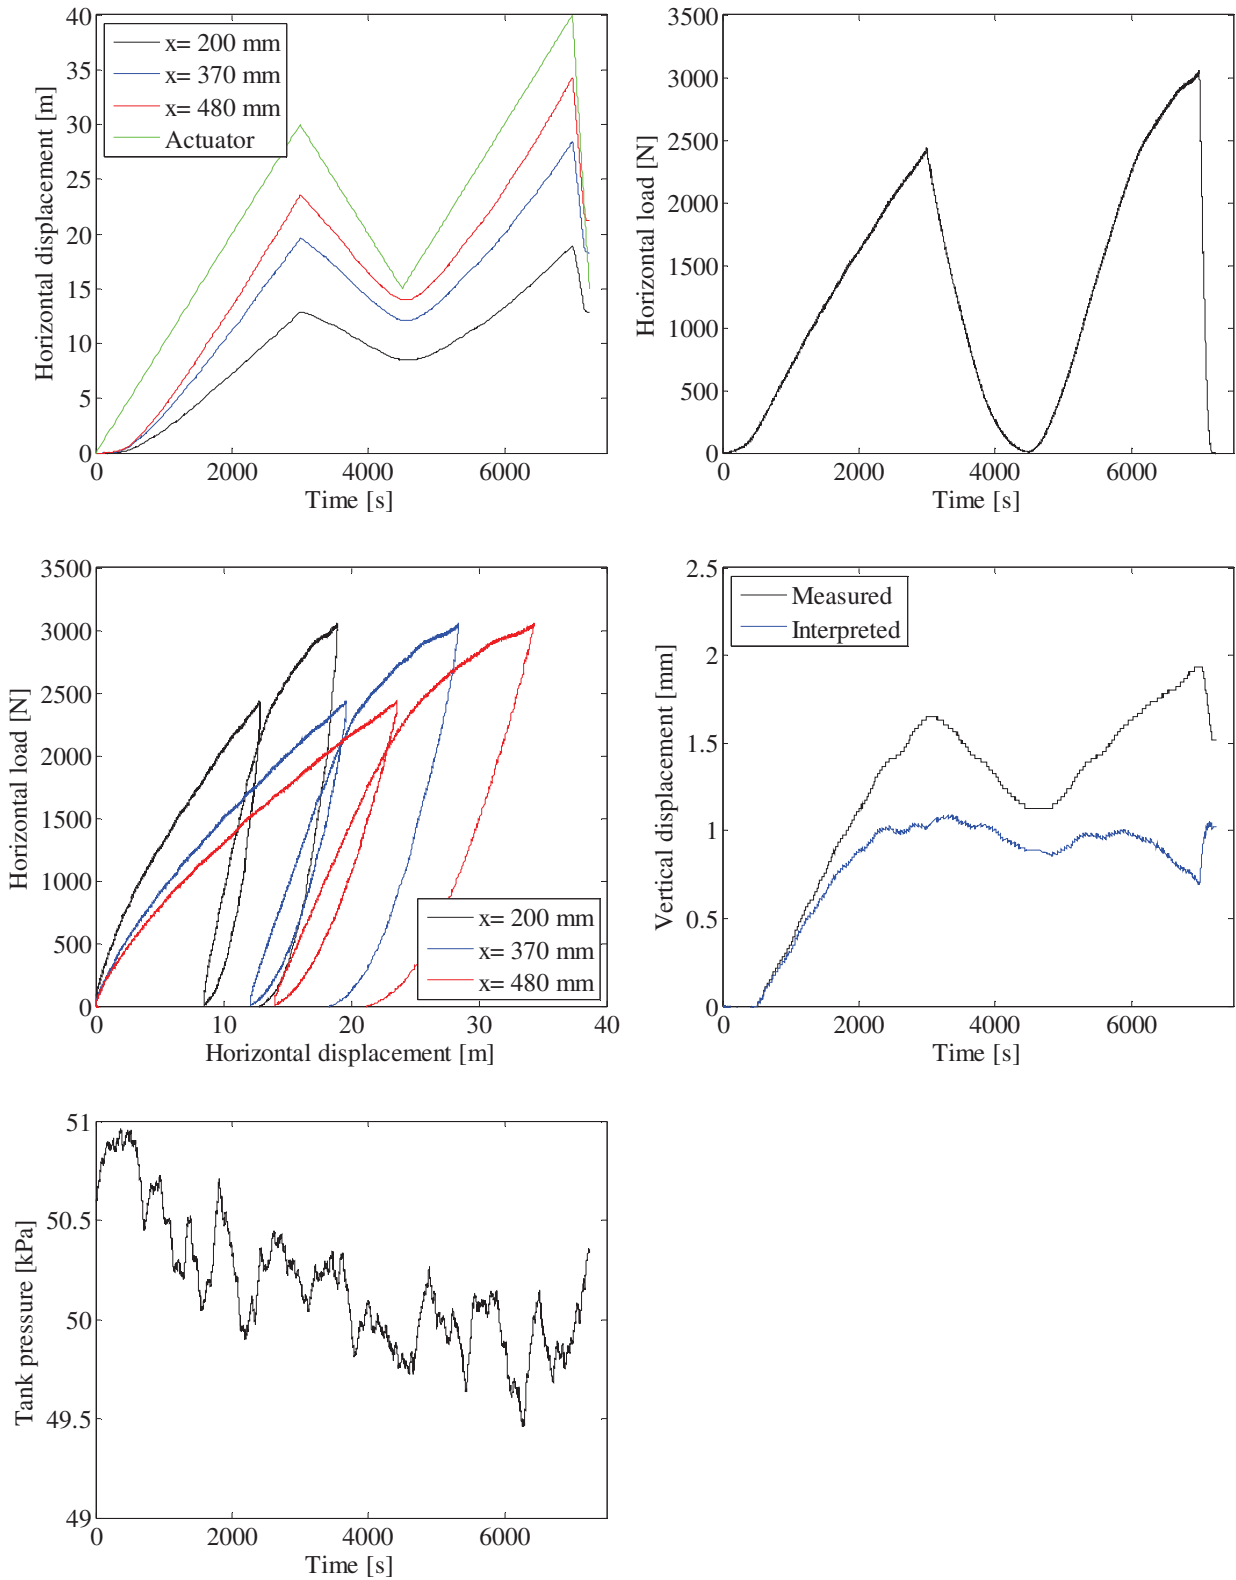 40
35
30
25
20
15
10
5
0
Horizontal displacement [m]
x= 200 mm
x= 370 mm
x= 480 mm
Actuator
0 2000 4000 6000
Time [s]
3500
3000
2500
2000
1500
1000
500
0
Horizontal load [N]
0 2000 4000 6000
Time [s]
3500
3000
2500
2000
1500
1000
500
0
Horizontal load [N]
x= 200 mm
x= 370 mm
x= 480 mm
0 10 20 30 40
Horizontal displacement [m]
2.5
2
1.5
1
0.5
0
Vertical displacement [mm]
Measured
Interpreted
0 2000 4000 6000
Time [s]
51
50.5
50
49.5
49
Tank pressure [kPa]
0 2000 4000 6000
Time [s]